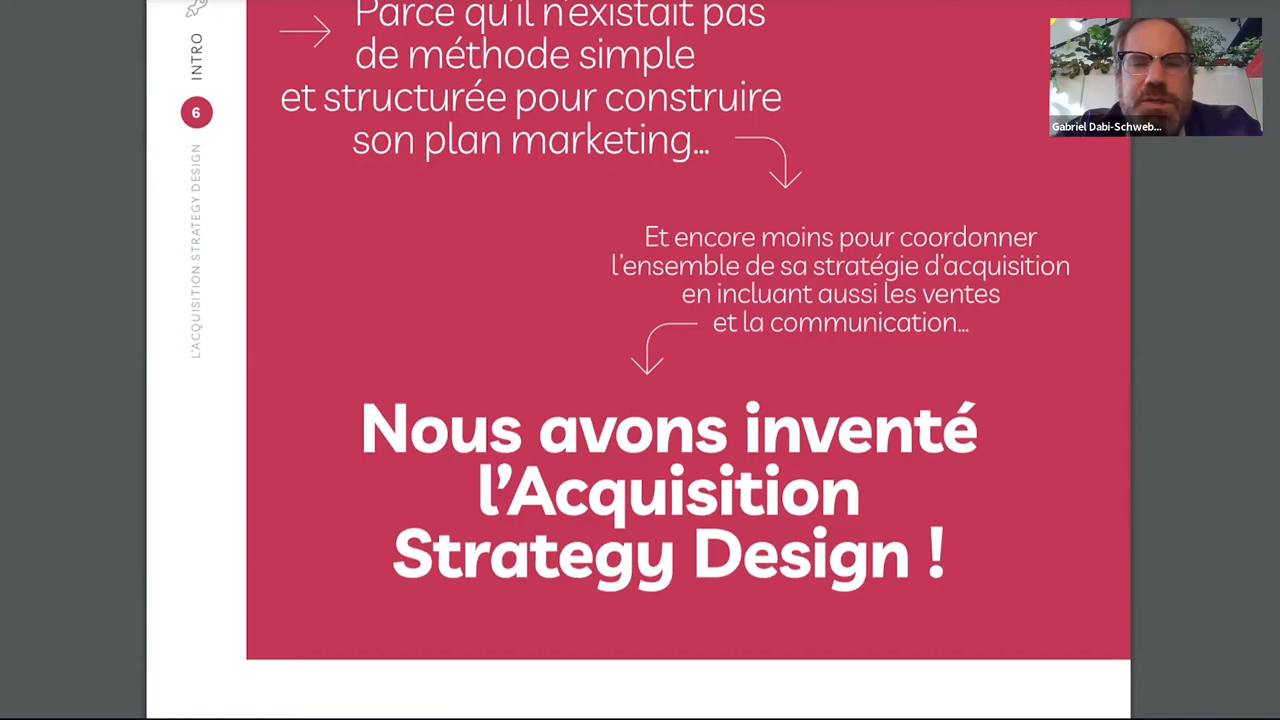 Parce qu'il n'existait pas
de méthode simple
et structurée pour construire
son plan marketing...
Et encore moins pour coordonner
l'ensemble de sa stratégie d'acquisition
en incluant aussi les ventes
et la communication...
Nous avons inventé
l'Acquisition
Strategy Design !
INTRO
6
L'ACQUISITION STRATEGY DESIGN
Gabriel Dabi-Schweb...